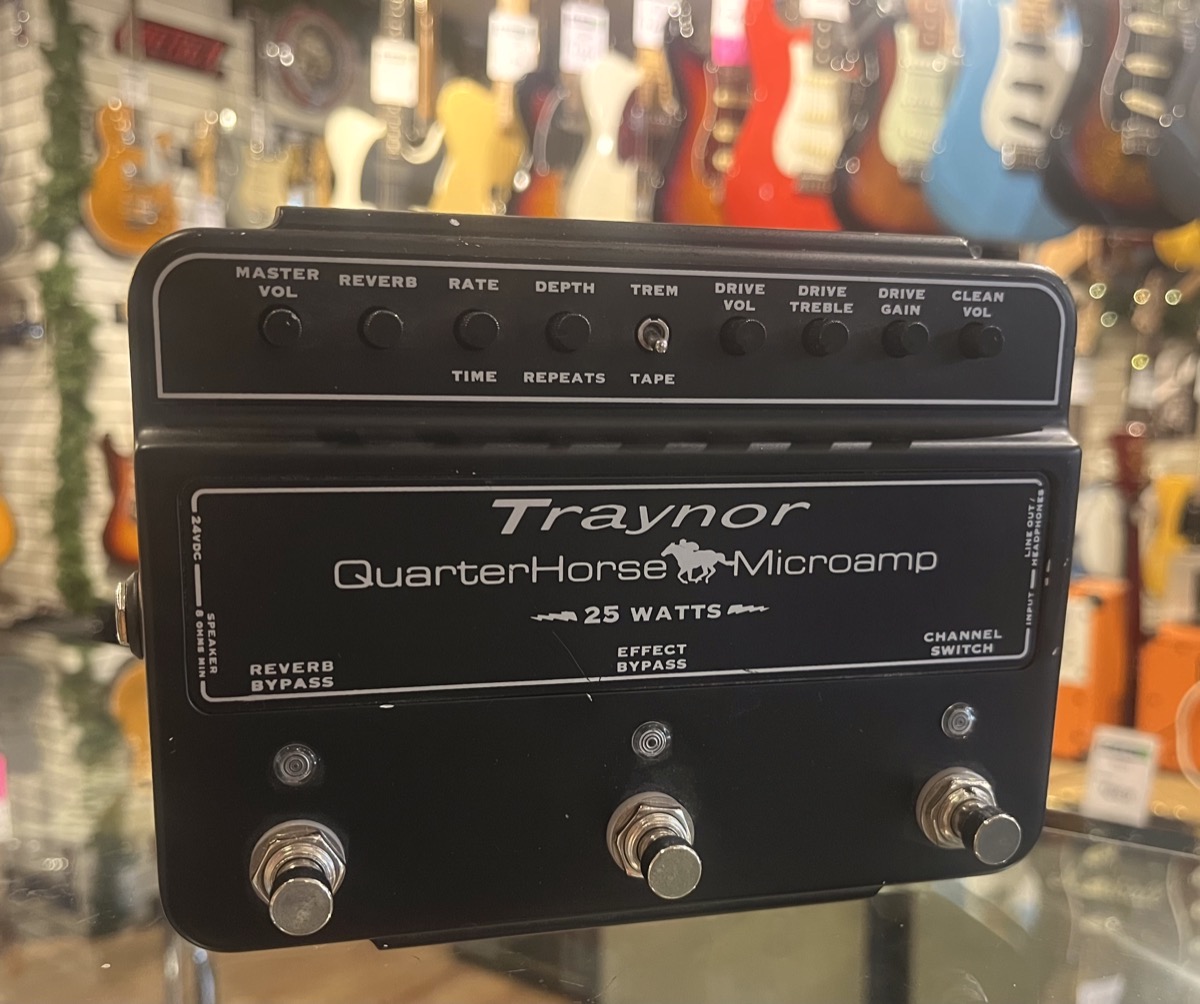 MASTER VOL
REVERB
RATE
DEPTH
TREM
DRIVE VOL
DRIVE TREBLE
DRIVE GAIN
CLEAN VOL
TIME
REPEATS
TAPE
Traynor
QuarterHorse Microamp
25 WATTS
24VDC
SPEAKER
8 OHMS MIN
LINE OUT /
HEADPHONES
INPUT
REVERB
BYPASS
EFFECT
BYPASS
CHANNEL
SWITCH